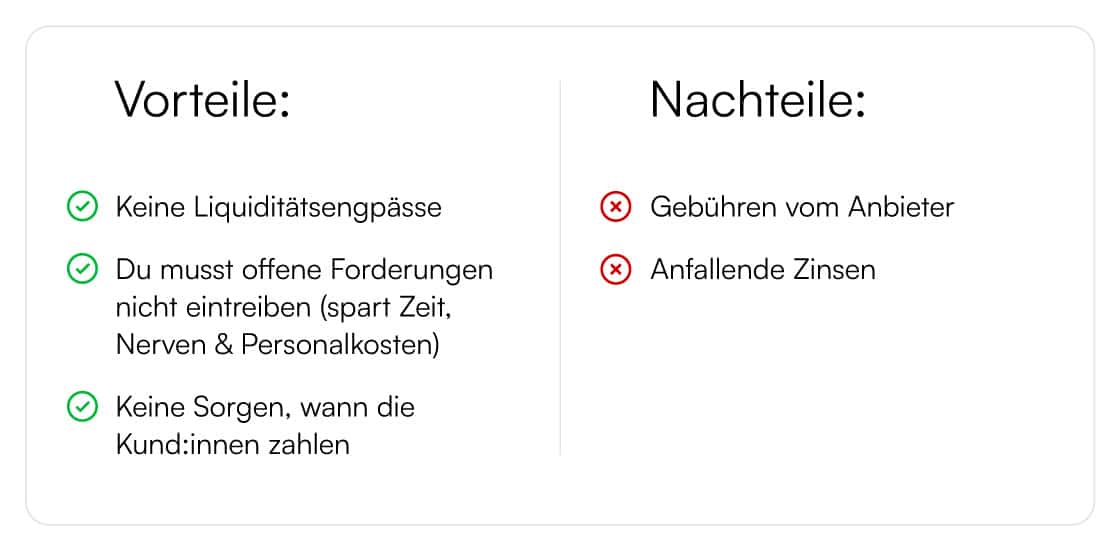 Vorteile:
Keine Liquiditätsengpässe
Du musst offene Forderungen
nicht eintreiben (spart Zeit,
Nerven & Personalkosten)
Keine Sorgen, wann die
Kund:innen zahlen
Nachteile:
Gebühren vom Anbieter
Anfallende Zinsen